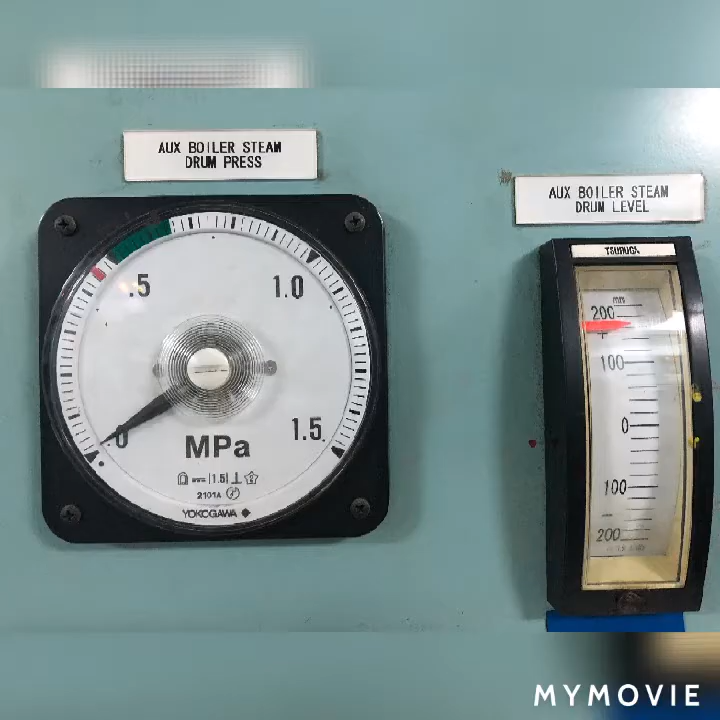 AUX BOILER STEAM
DRUM PRESS
AUX BOILER STEAM
DRUM LEVEL
TSURUGA
.5
1.0
0
1.5
MPa
1.5
2101A
YOKOGAWA
mm
200
+
100
0
100
-
200
MYMOVIE